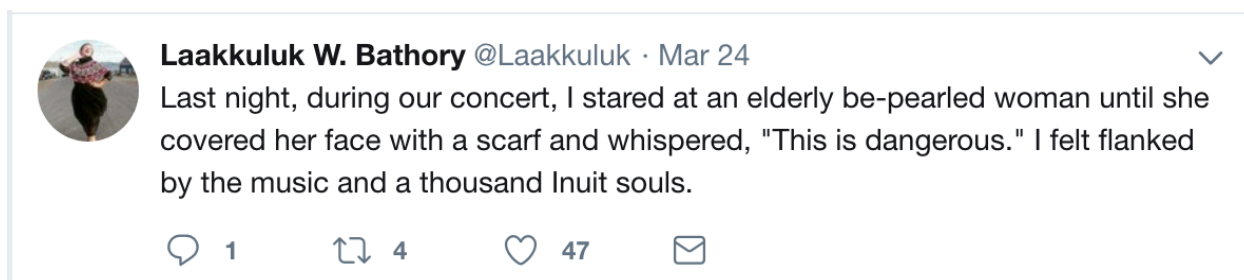 Laakkuluk W. Bathory @Laakkuluk · Mar 24
Last night, during our concert, I stared at an elderly be-pearled woman until she
covered her face with a scarf and whispered, "This is dangerous." I felt flanked
by the music and a thousand Inuit souls.
1 4 47